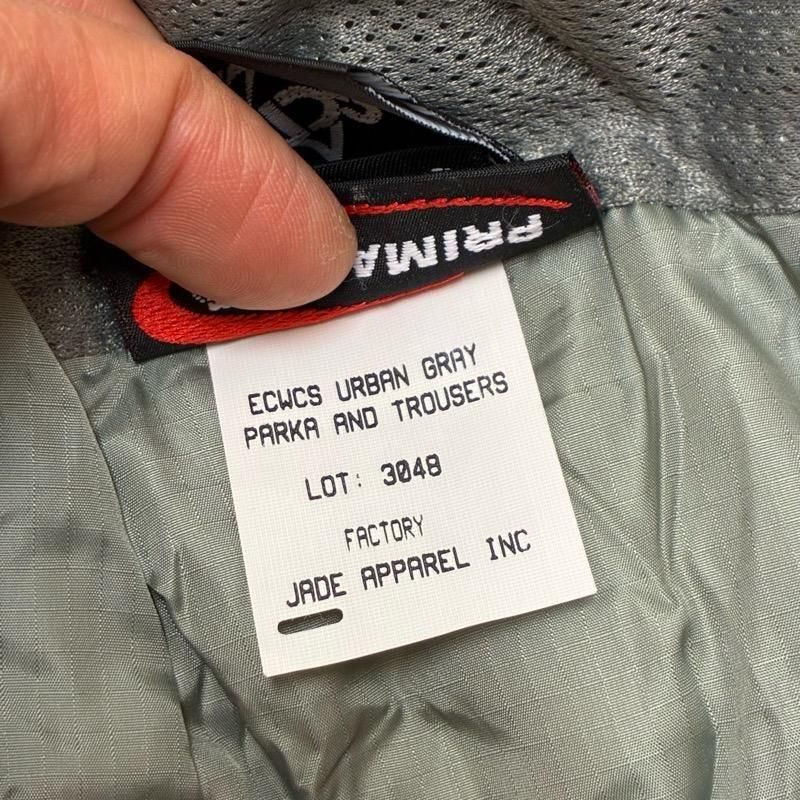 PRIMA
ECWCS URBAN GRAY
PARKA AND TROUSERS
LOT: 3048
FACTORY
JADE APPAREL INC